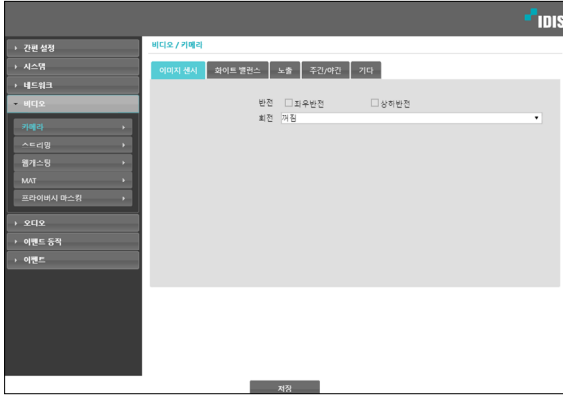 IDIS
간편 설정
시스템
네트워크
비디오
카메라
스트리밍
웹캐스팅
MAT
프라이버시 마스킹
오디오
이벤트 동작
이벤트
비디오 / 카메라
이미지 센서 화이트 밸런스 노출 주간/야간 기타
반전 좌우반전 상하반전
회전 꺼짐
저장